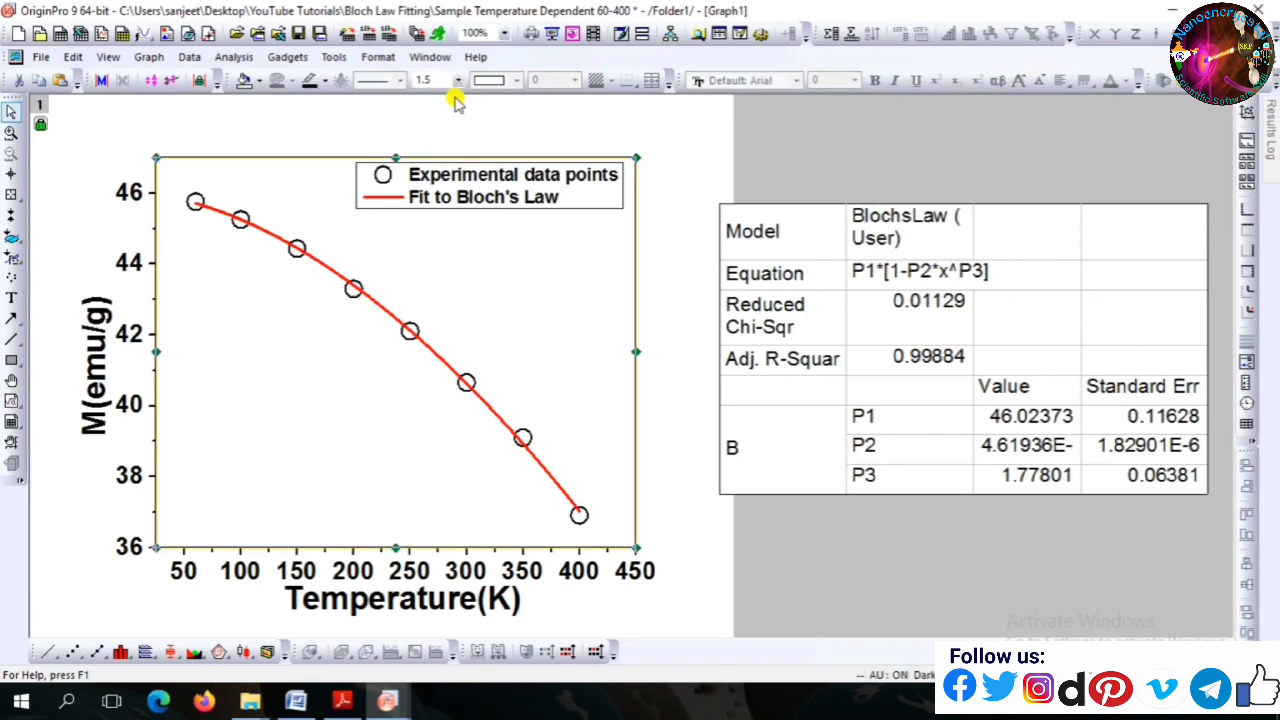 OriginPro 9 64-bit - C:\Users\sanjeet\Desktop\YouTube Tutorials\Bloch Law Fitting\Sample Temperature Dependent 60-400 * - /Folder1/ - [Graph1]
100%
File Edit View Graph Data Analysis Gadgets Tools Format Window Help
1.5 0 Default: Arial 0 B I U
1
Results Log
Experimental data points
Fit to Bloch's Law
46
44
42
40
38
36
M(emu/g)
50 100 150 200 250 300 350 400 450
Temperature(K)
Model BlochsLaw (
User)
Equation P1*[1-P2*x^P3]
Reduced
Chi-Sqr 0.01129
Adj. R-Squar 0.99884
Value Standard Err
B P1 46.02373 0.11628
P2 4.61936E- 1.82901E-6
P3 1.77801 0.06381
Activate Windows
For Help, press F1
-- AU : ON Dark
Follow us: